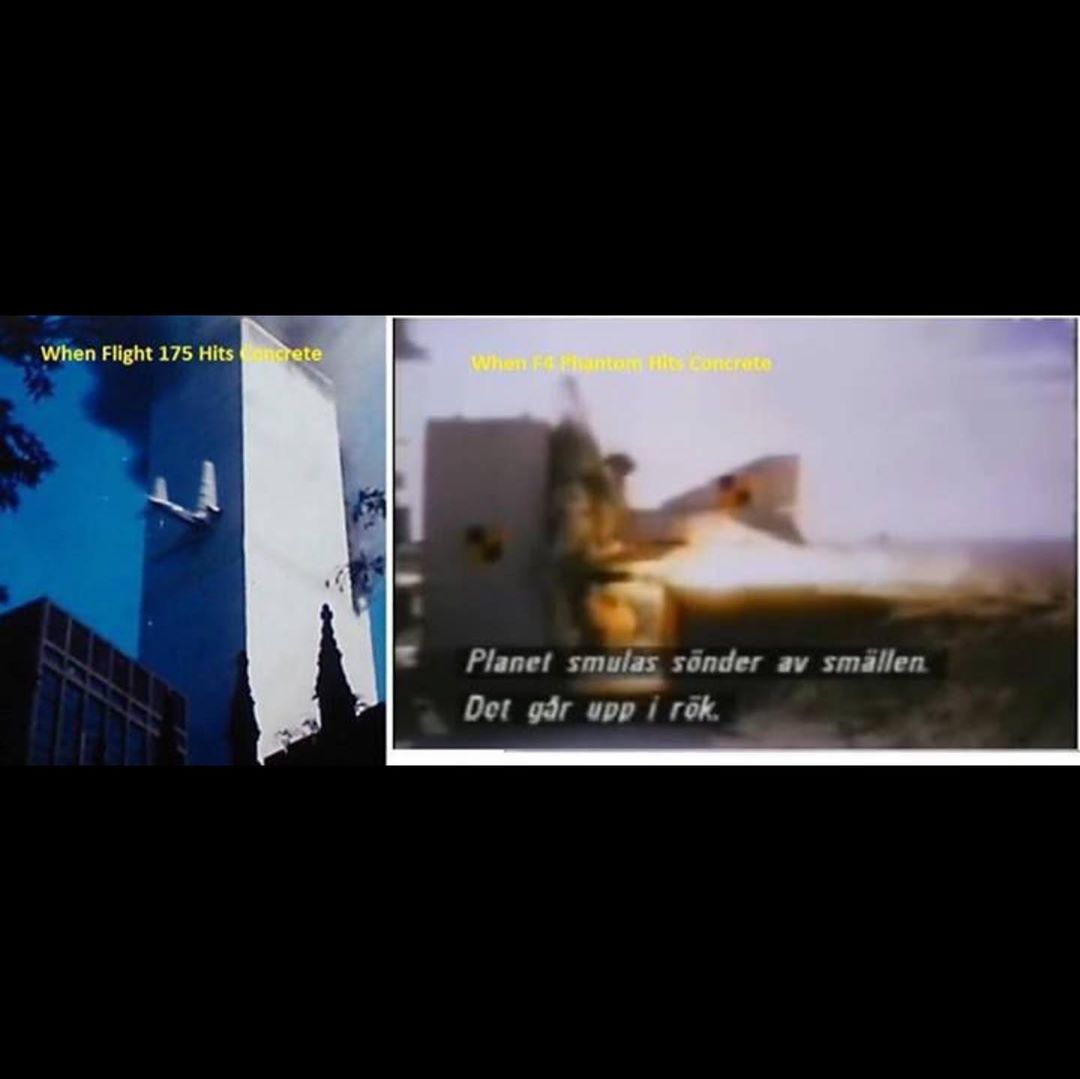 When Flight 175 Hits Concrete
When F4 Phantom Hits Concrete
Planet smulas sönder av smällen.
Det går upp i rök.